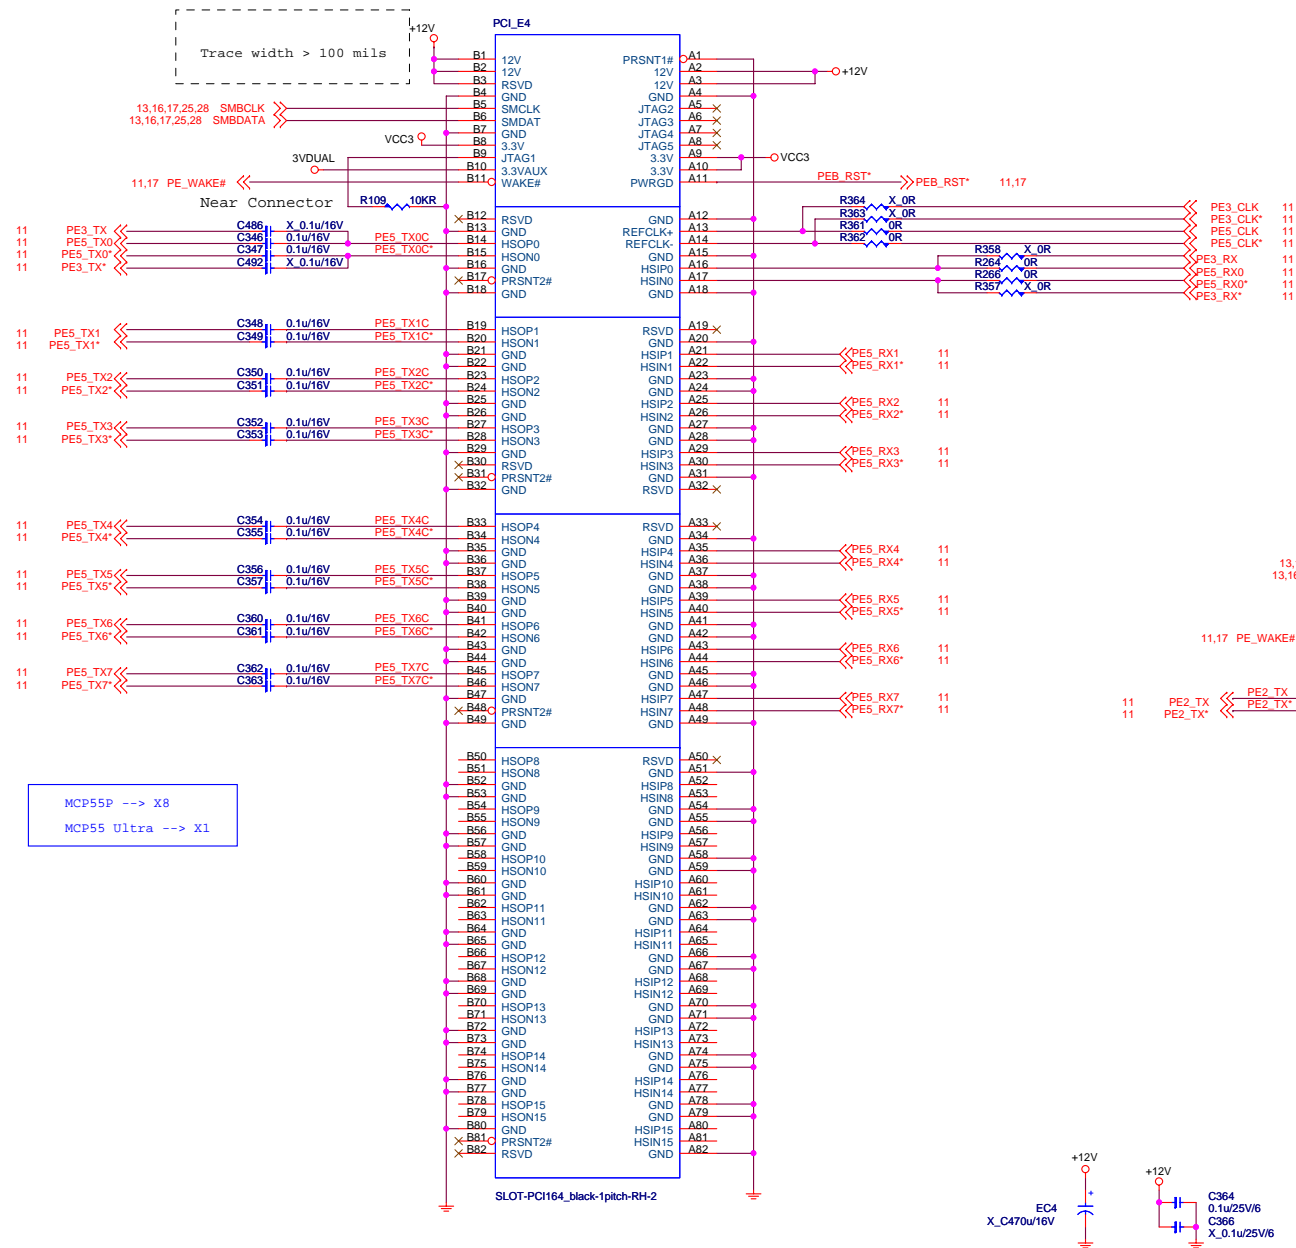 PCI_E4
+12V
Trace width > 100 mils
B1 12V PRSNT1# A1
B2 12V 12V A2 +12V
B3 RSVD 12V A3
B4 GND GND A4
13,16,17,25,28 SMBCLK B5 SMCLK JTAG2 A5
13,16,17,25,28 SMBDATA B6 SMDAT JTAG3 A6
B7 GND JTAG4 A7
VCC3 B8 3.3V JTAG5 A8
B9 JTAG1 3.3V A9 VCC3
3VDUAL B10 3.3VAUX 3.3V A10
11,17 PE_WAKE# B11 WAKE# PWRGD A11 PEB_RST* PEB_RST* 11,17
Near Connector R109 10KR
B12 RSVD GND A12 R364 X_0R PE3_CLK 11
B13 GND REFCLK+ A13 R363 X_0R PE3_CLK* 11
11 PE3_TX C486 X_0.1u/16V
R361 0R PE5_CLK 11
11 PE5_TX0 C346 0.1u/16V PE5_TX0C B14 HSOP0 REFCLK- A14 R362 0R PE5_CLK* 11
11 PE5_TX0* C347 0.1u/16V PE5_TX0C* B15 HSON0 GND A15 R358 X_0R PE3_RX 11
11 PE3_TX* C492 X_0.1u/16V B16 GND HSIP0 A16 R264 0R PE5_RX0 11
B17 PRSNT2# HSIN0 A17 R266 0R PE5_RX0* 11
B18 GND GND A18 R357 X_0R PE3_RX* 11
11 PE5_TX1 C348 0.1u/16V PE5_TX1C B19 HSOP1 RSVD A19
11 PE5_TX1* C349 0.1u/16V PE5_TX1C* B20 HSON1 GND A20
B21 GND HSIP1 A21 PE5_RX1 11
B22 GND HSIN1 A22 PE5_RX1* 11
11 PE5_TX2 C350 0.1u/16V PE5_TX2C B23 HSOP2 GND A23
11 PE5_TX2* C351 0.1u/16V PE5_TX2C* B24 HSON2 GND A24
B25 GND HSIP2 A25 PE5_RX2 11
B26 GND HSIN2 A26 PE5_RX2* 11
11 PE5_TX3 C352 0.1u/16V PE5_TX3C B27 HSOP3 GND A27
11 PE5_TX3* C353 0.1u/16V PE5_TX3C* B28 HSON3 GND A28
B29 GND HSIP3 A29 PE5_RX3 11
B30 RSVD HSIN3 A30 PE5_RX3* 11
B31 PRSNT2# GND A31
B32 GND RSVD A32
11 PE5_TX4 C354 0.1u/16V PE5_TX4C B33 HSOP4 RSVD A33
11 PE5_TX4* C355 0.1u/16V PE5_TX4C* B34 HSON4 GND A34
B35 GND HSIP4 A35 PE5_RX4 11
B36 GND HSIN4 A36 PE5_RX4* 11
11 PE5_TX5 C356 0.1u/16V PE5_TX5C B37 HSOP5 GND A37
11 PE5_TX5* C357 0.1u/16V PE5_TX5C* B38 HSON5 GND A38
B39 GND HSIP5 A39 PE5_RX5 11
B40 GND HSIN5 A40 PE5_RX5* 11
11 PE5_TX6 C360 0.1u/16V PE5_TX6C B41 HSOP6 GND A41
11 PE5_TX6* C361 0.1u/16V PE5_TX6C* B42 HSON6 GND A42
B43 GND HSIP6 A43 PE5_RX6 11
B44 GND HSIN6 A44 PE5_RX6* 11
11 PE5_TX7 C362 0.1u/16V PE5_TX7C B45 HSOP7 GND A45
11 PE5_TX7* C363 0.1u/16V PE5_TX7C* B46 HSON7 GND A46
B47 GND HSIP7 A47 PE5_RX7 11
B48 PRSNT2# HSIN7 A48 PE5_RX7* 11
B49 GND GND A49
13,
13,16
11,17 PE_WAKE#
11 PE2_TX PE2_TX
11 PE2_TX* PE2_TX*
B50 HSOP8 RSVD A50
B51 HSON8 GND A51
B52 GND HSIP8 A52
B53 GND HSIN8 A53
B54 HSOP9 GND A54
B55 HSON9 GND A55
B56 GND HSIP9 A56
B57 GND HSIN9 A57
B58 HSOP10 GND A58
B59 HSON10 GND A59
B60 GND HSIP10 A60
B61 GND HSIN10 A61
B62 HSOP11 GND A62
B63 HSON11 GND A63
B64 GND HSIP11 A64
B65 GND HSIN11 A65
B66 HSOP12 GND A66
B67 HSON12 GND A67
B68 GND HSIP12 A68
B69 GND HSIN12 A69
B70 HSOP13 GND A70
B71 HSON13 GND A71
B72 GND HSIP13 A72
B73 GND HSIN13 A73
B74 HSOP14 GND A74
B75 HSON14 GND A75
B76 GND HSIP14 A76
B77 GND HSIN14 A77
B78 HSOP15 GND A78
B79 HSON15 GND A79
B80 GND HSIP15 A80
B81 PRSNT2# HSIN15 A81
B82 RSVD GND A82
MCP55P --> X8
MCP55 Ultra --> X1
SLOT-PCI164_black-1pitch-RH-2
+12V
+
EC4
X_C470u/16V
+12V
C364
0.1u/25V/6
C366
X_0.1u/25V/6